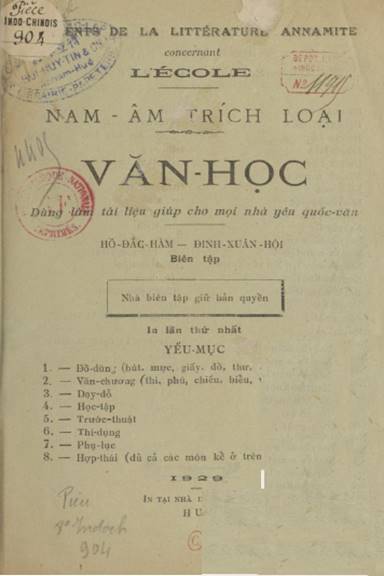 Pièce
INDO-CHINOIS
904
ENTS DE LA LITTÉRATURE ANNAMITE
concernant
L'ÉCOLE
DÉPÔT
INDO
No 11915
NAM - ÂM TRÍCH LOẠI
VĂN-HỌC
Dùng làm tài liệu giúp cho mọi nhà yêu quốc-văn
HỒ-ĐẮC-HÀM — ĐINH-XUÂN-HỘI
Biên tập
Nhà biên tập giữ bản quyền
In lần thứ nhất
YẾU-MỤC
1. — Đồ-dùng (bút, mực, giấy, đồ, thư,
2. — Văn-chương (thi, phú, chiếu, biểu,
3. — Dạy-dỗ
4. — Học-tập
5. — Trước-thuật
6. — Thi-dụng
7. — Phụ-lục
8. — Hợp-thái (đủ cả các món kể ở trên
1929
IN TẠI NHÀ
HU
Pièce
8° Indoch
904